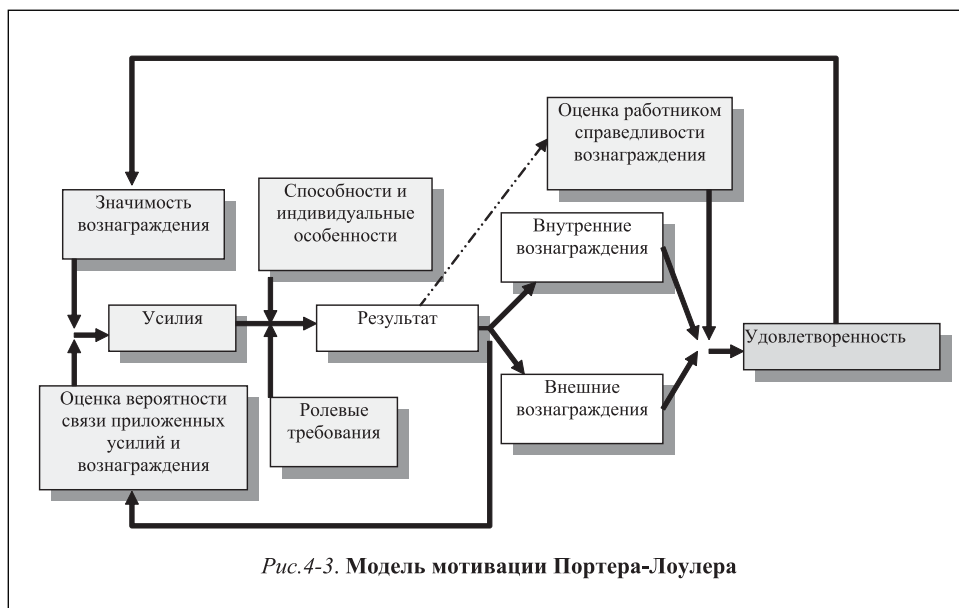 Оценка работником
справедливости
вознаграждения
Значимость
вознаграждения
Способности и
индивидуальные
особенности
Внутренние
вознаграждения
Усилия
Результат
Удовлетворенность
Оценка вероятности
связи приложенных
усилий и
вознаграждения
Ролевые
требования
Внешние
вознаграждения
Рис.4-3. Модель мотивации Портера-Лоулера